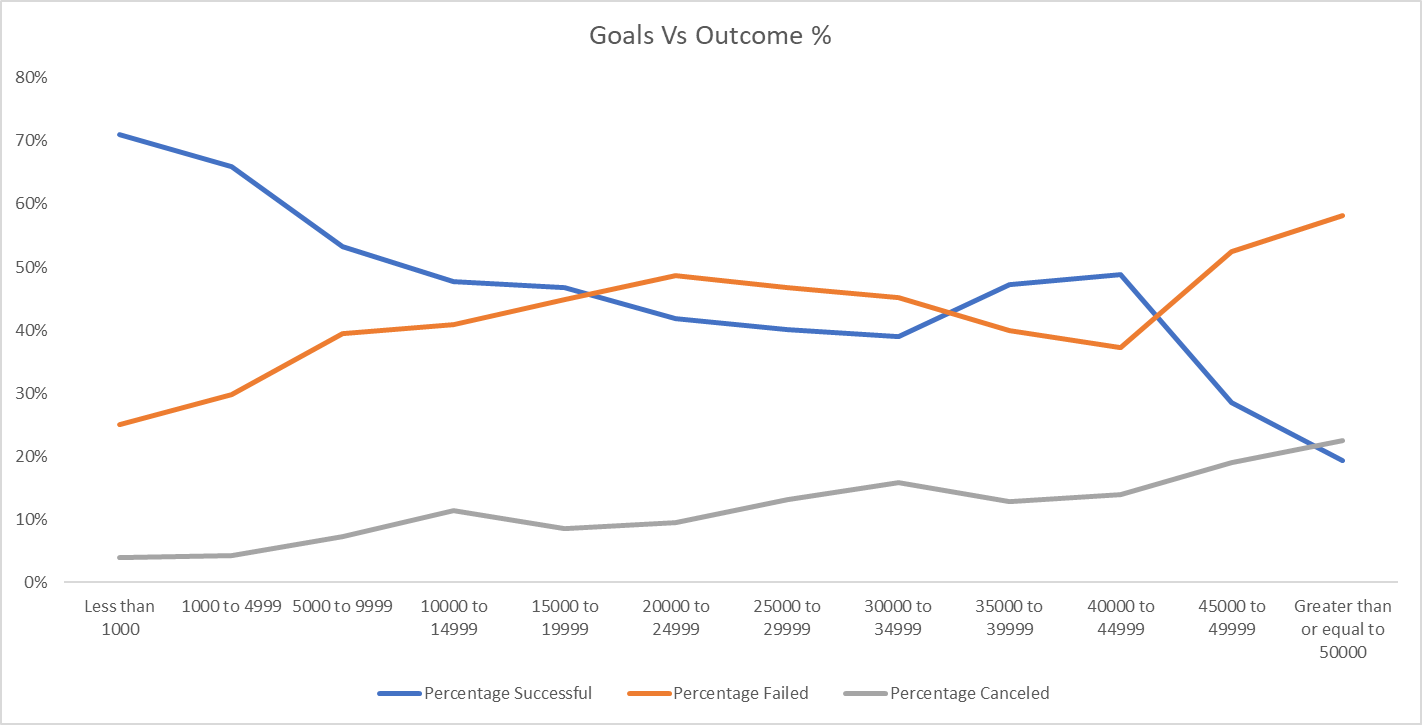 Goals Vs Outcome %
80%
70%
60%
50%
40%
30%
20%
10%
0%
Less than
1000
1000 to 4999
5000 to 9999
10000 to
14999
15000 to
19999
20000 to
24999
25000 to
29999
30000 to
34999
35000 to
39999
40000 to
44999
45000 to
49999
Greater than
or equal to
50000
Percentage Successful
Percentage Failed
Percentage Canceled